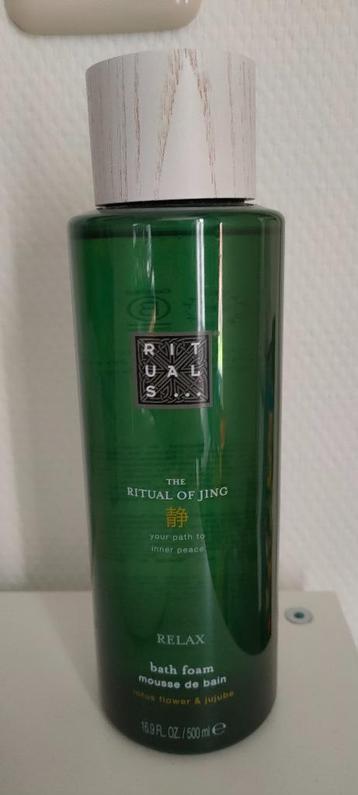 RIT
UAL
S...
THE
RITUAL OF JING
静
your path to
inner peace
RELAX
bath foam
mousse de bain
lotus flower & jujube
16.9 FL. OZ. / 500 ml ℮